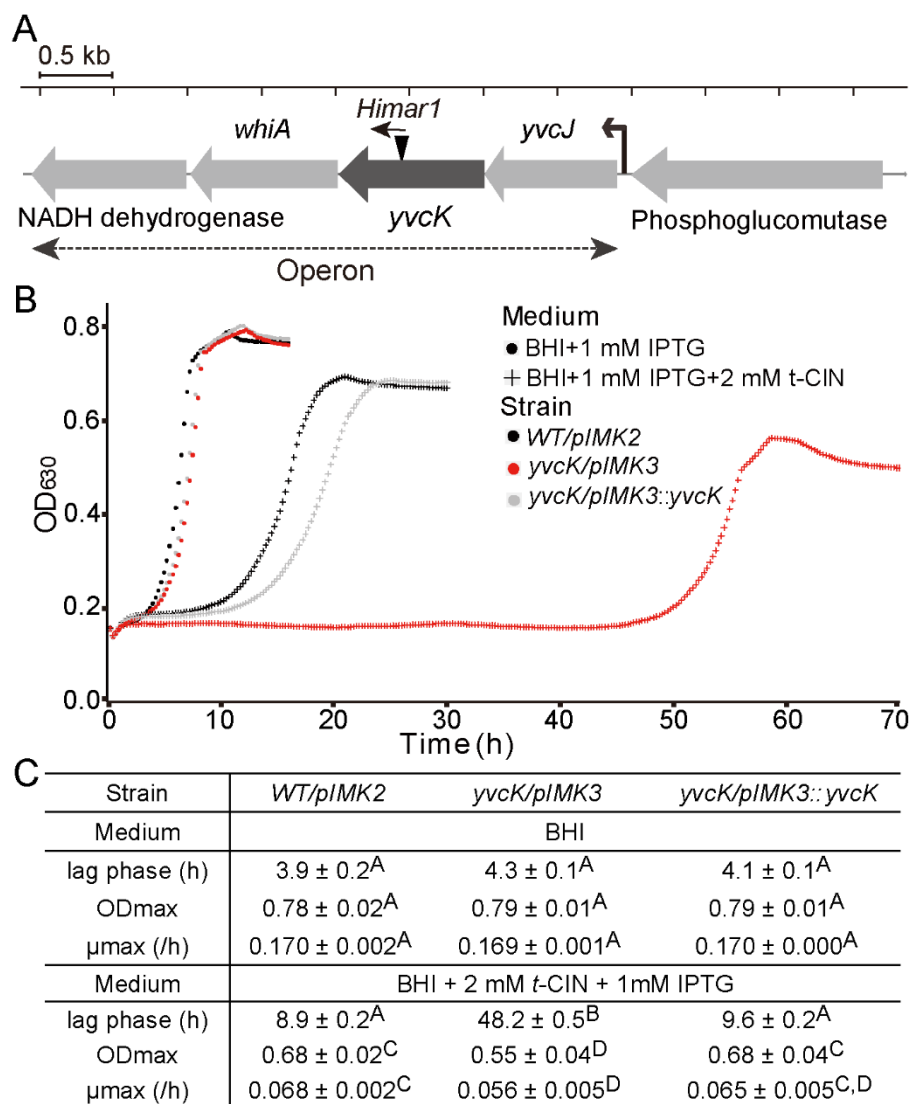 A
0.5 kb
Himar1
whiA
yvcJ
NADH dehydrogenase
yvcK
Phosphoglucomutase
Operon
B
0.8
0.6
0.4
0.2
0.0
OD630
0 10 20 30 40 50 60 70
Time (h)
Medium
BHI+1 mM IPTG
BHI+1 mM IPTG+2 mM t-CIN
Strain
WT/pIMK2
yvcK/pIMK3
yvcK/pIMK3::yvcK
C
Strain WT/pIMK2 yvcK/pIMK3 yvcK/pIMK3::yvcK
Medium BHI
lag phase (h) 3.9 ± 0.2A 4.3 ± 0.1A 4.1 ± 0.1A
ODmax 0.78 ± 0.02A 0.79 ± 0.01A 0.79 ± 0.01A
μmax (/h) 0.170 ± 0.002A 0.169 ± 0.001A 0.170 ± 0.000A
Medium BHI + 2 mM t-CIN + 1mM IPTG
lag phase (h) 8.9 ± 0.2A 48.2 ± 0.5B 9.6 ± 0.2A
ODmax 0.68 ± 0.02C 0.55 ± 0.04D 0.68 ± 0.04C
μmax (/h) 0.068 ± 0.002C 0.056 ± 0.005D 0.065 ± 0.005C,D